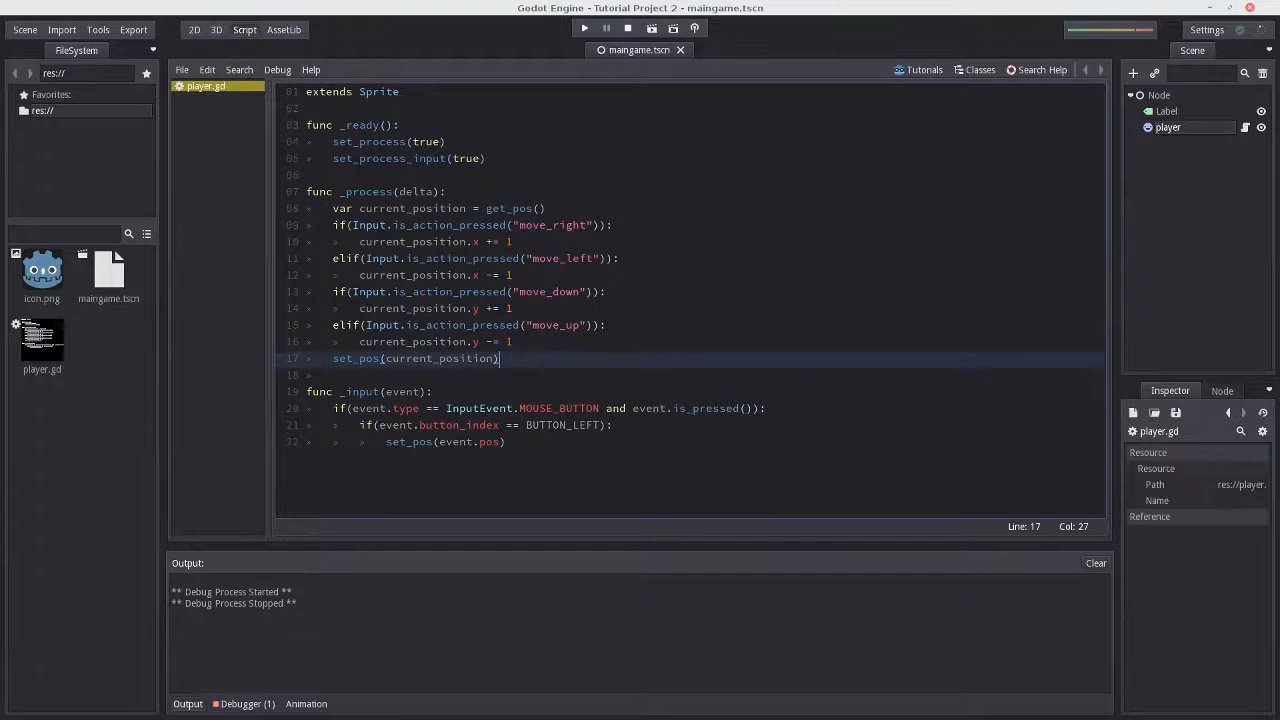 Godot Engine - Tutorial Project 2 - maingame.tscn
Scene Import Tools Export 2D 3D Script AssetLib Settings
FileSystem maingame.tscn Scene
res://
Favorites:
res://
icon.png maingame.tscn
player.gd
File Edit Search Debug Help Tutorials Classes Search Help
player.gd
01 extends Sprite
02
03 func _ready():
04 » set_process(true)
05 » set_process_input(true)
06
07 func _process(delta):
08 » var current_position = get_pos()
09 » if(Input.is_action_pressed("move_right")):
10 » » current_position.x += 1
11 » elif(Input.is_action_pressed("move_left")):
12 » » current_position.x -= 1
13 » if(Input.is_action_pressed("move_down")):
14 » » current_position.y += 1
15 » elif(Input.is_action_pressed("move_up")):
16 » » current_position.y -= 1
17 » set_pos(current_position)
18 »
19 func _input(event):
20 » if(event.type == InputEvent.MOUSE_BUTTON and event.is_pressed()):
21 » » if(event.button_index == BUTTON_LEFT):
22 » » » set_pos(event.pos)
Line: 17 Col: 27
Output: Clear
** Debug Process Started **
** Debug Process Stopped **
Output Debugger (1) Animation
Node
Label
player
Inspector Node
player.gd
Resource
Resource
Path res://player.
Name
Reference